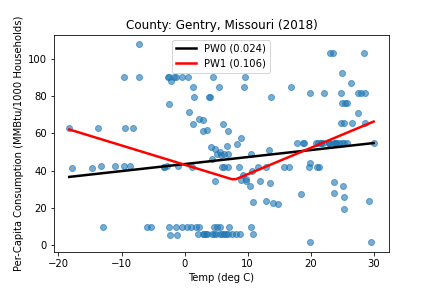 County: Gentry, Missouri (2018)
PW0 (0.024)
PW1 (0.106)
Per-Capita Consumption (MMBtu/1000 Households)
100
80
60
40
20
0
−20 −10 0 10 20 30
Temp (deg C)